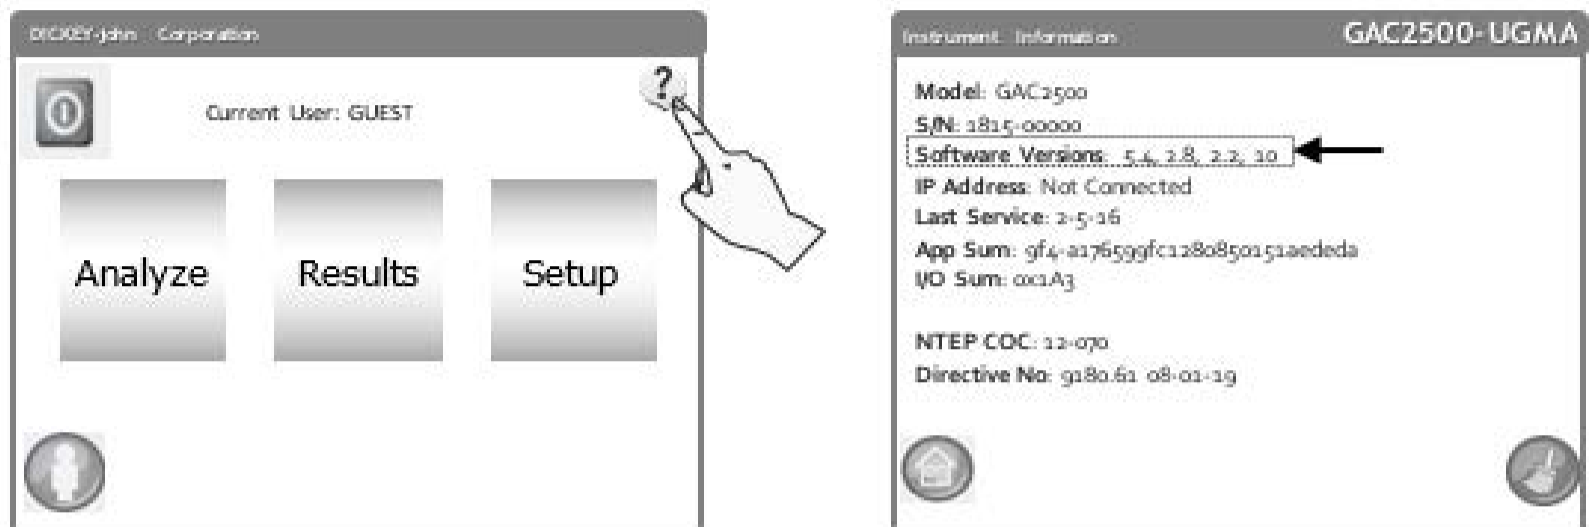 DICKEY-john Corporation
?
Current User: GUEST
Analyze
Results
Setup
Instrument Information
GAC2500-UGMA
Model: GAC2500
S/N: 1815-00000
Software Versions: 5.4, 2.8, 2.2, 10
IP Address: Not Connected
Last Service: 2-5-16
App Sum: 9f4-a176599fc1280850151aededa
I/O Sum: 0x1A3
NTEP COC: 12-070
Directive No: 9180.61 08-01-19